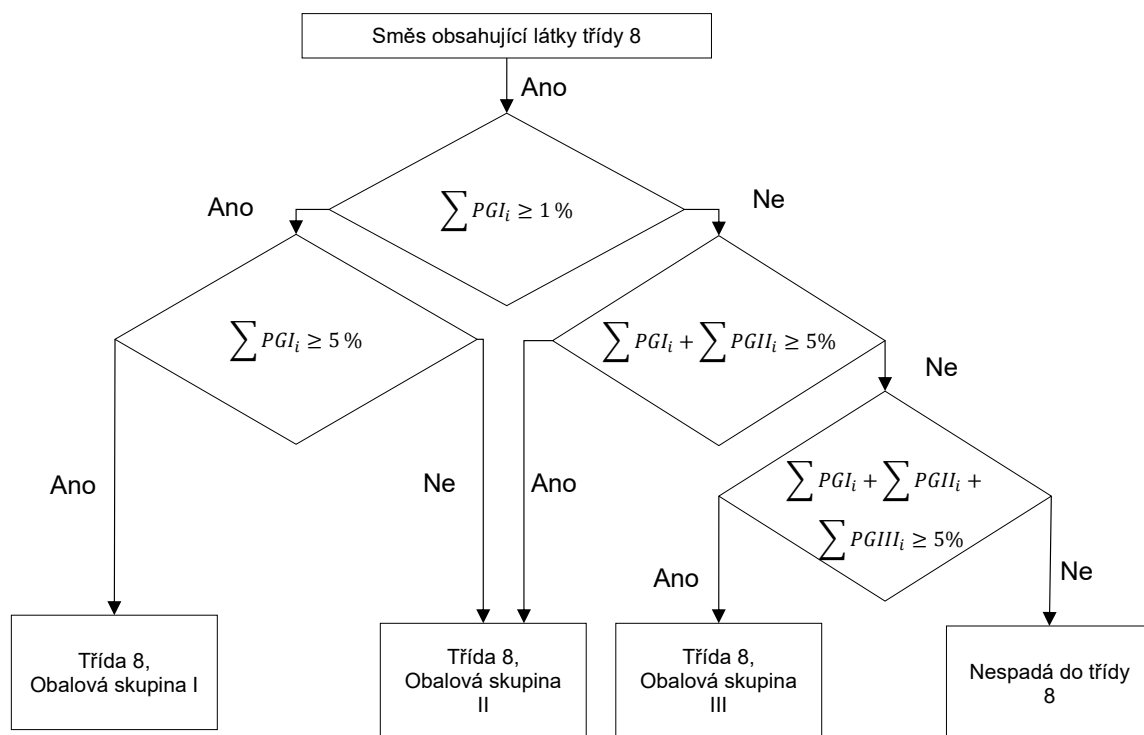 Směs obsahující látky třídy 8
Ano
∑ PGI_i ≥ 1 %
Ano
Ne
∑ PGI_i ≥ 5 %
∑ PGI_i + ∑ PGII_i ≥ 5%
Ne
Ano
Ne
Ano
∑ PGI_i + ∑ PGII_i +
∑ PGIII_i ≥ 5%
Ano
Ne
Třída 8,
Obalová skupina I
Třída 8,
Obalová skupina
II
Třída 8,
Obalová skupina
III
Nespadá do třídy
8